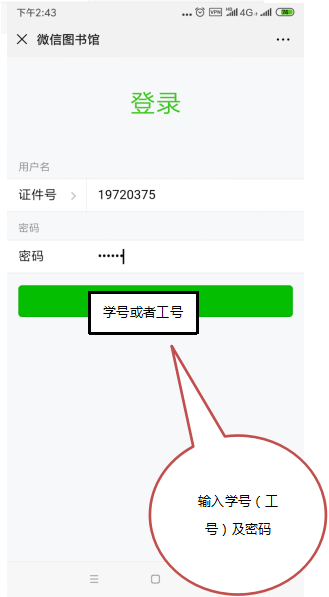 下午2:43 ... VPN 4G
微信图书馆
登录
用户名
证件号 19720375
密码
密码 ••••••
学号或者工号
输入学号（工
号）及密码